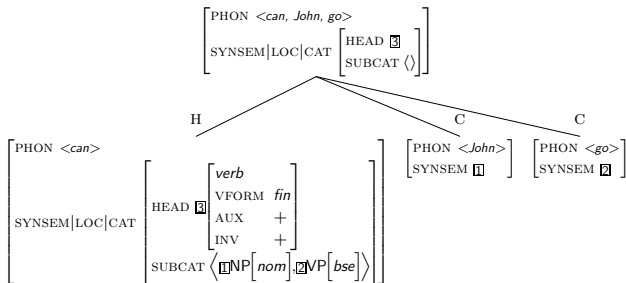 PHON <can, John, go>
SYNSEM|LOC|CAT
HEAD 3
SUBCAT ⟨⟩
H
C
C
PHON <can>
SYNSEM|LOC|CAT
HEAD 3
verb
VFORM fin
AUX +
INV +
SUBCAT ⟨1NP[nom],2VP[bse]⟩
PHON <John>
SYNSEM 1
PHON <go>
SYNSEM 2